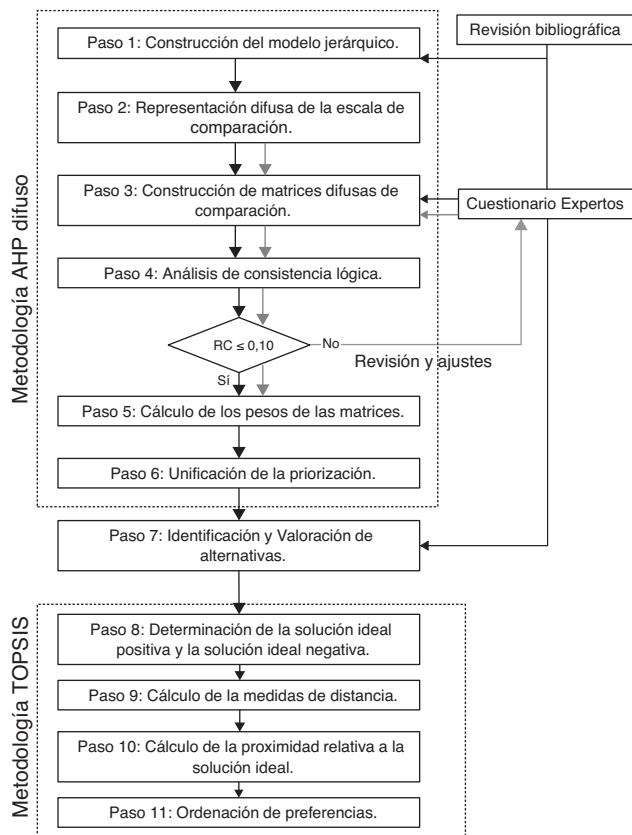 Revisión bibliográfica
Paso 1: Construcción del modelo jerárquico.
Paso 2: Representación difusa de la escala de
comparación.
Paso 3: Construcción de matrices difusas de
comparación.
Cuestionario Expertos
Paso 4: Análisis de consistencia lógica.
RC ≤ 0,10
No
Revisión y ajustes
Sí
Paso 5: Cálculo de los pesos de las matrices.
Paso 6: Unificación de la priorización.
Metodología AHP difuso
Paso 7: Identificación y Valoración de
alternativas.
Paso 8: Determinación de la solución ideal
positiva y la solución ideal negativa.
Paso 9: Cálculo de la medidas de distancia.
Paso 10: Cálculo de la proximidad relativa a la
solución ideal.
Paso 11: Ordenación de preferencias.
Metodología TOPSIS